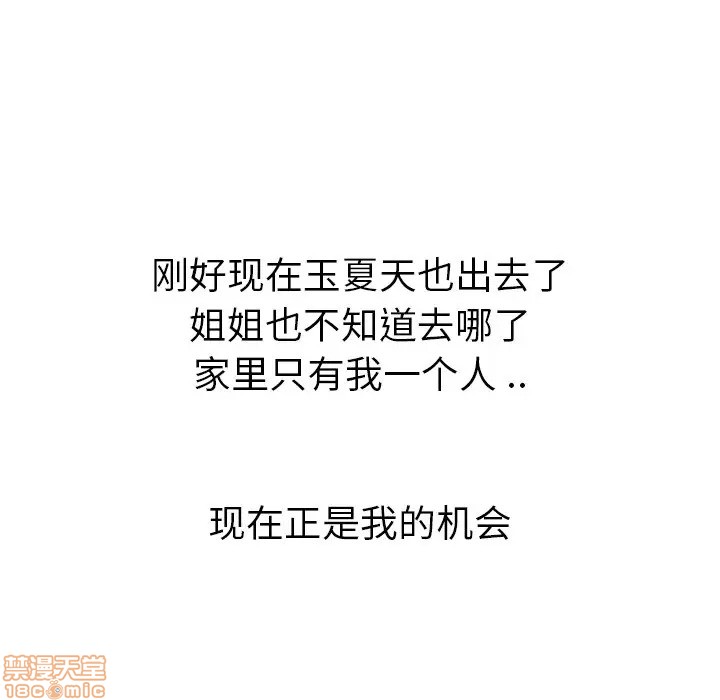 刚好现在玉夏天也出去了
姐姐也不知道去哪了
家里只有我一个人 ..
现在正是我的机会
禁漫天堂
18comic